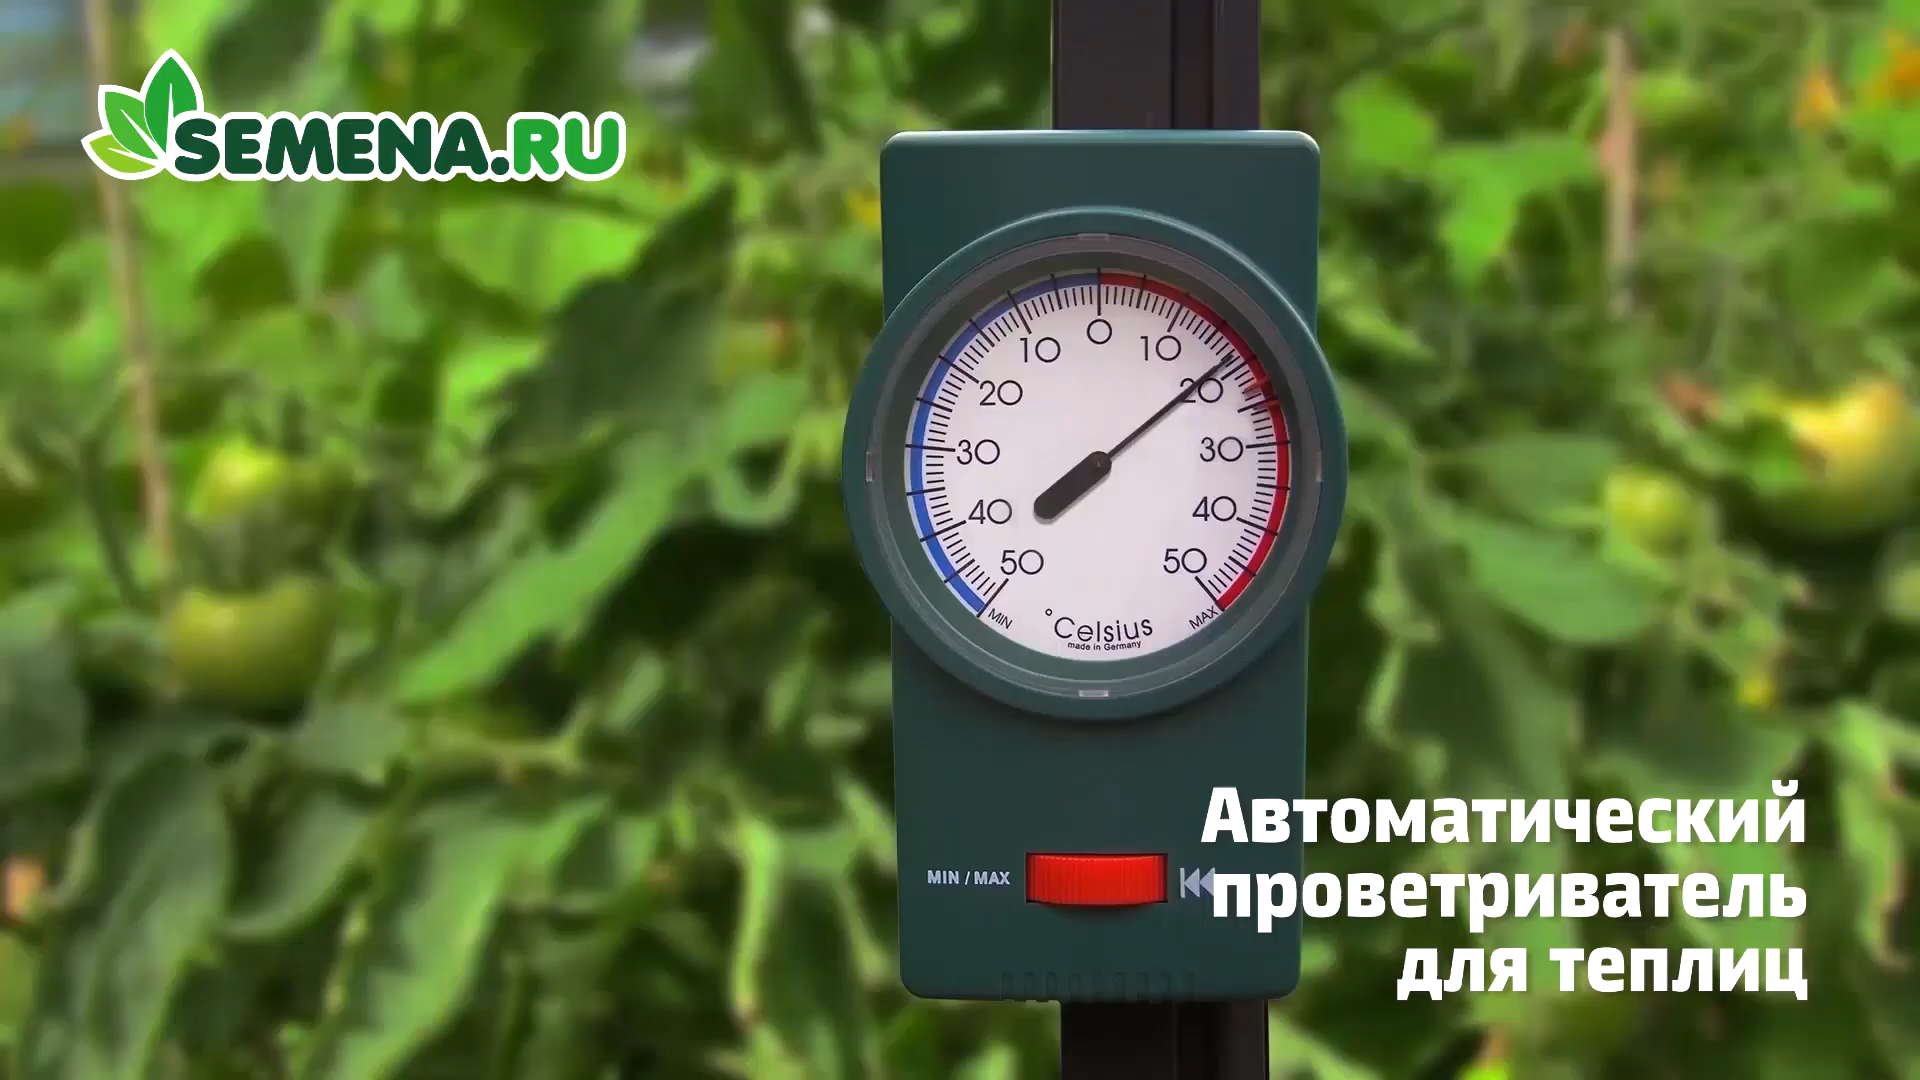 SEMENA.RU
0
10 10
20 20
30 30
40 40
50 50
MIN MAX
°Celsius
made in Germany
MIN / MAX
Автоматический
проветриватель
для теплиц